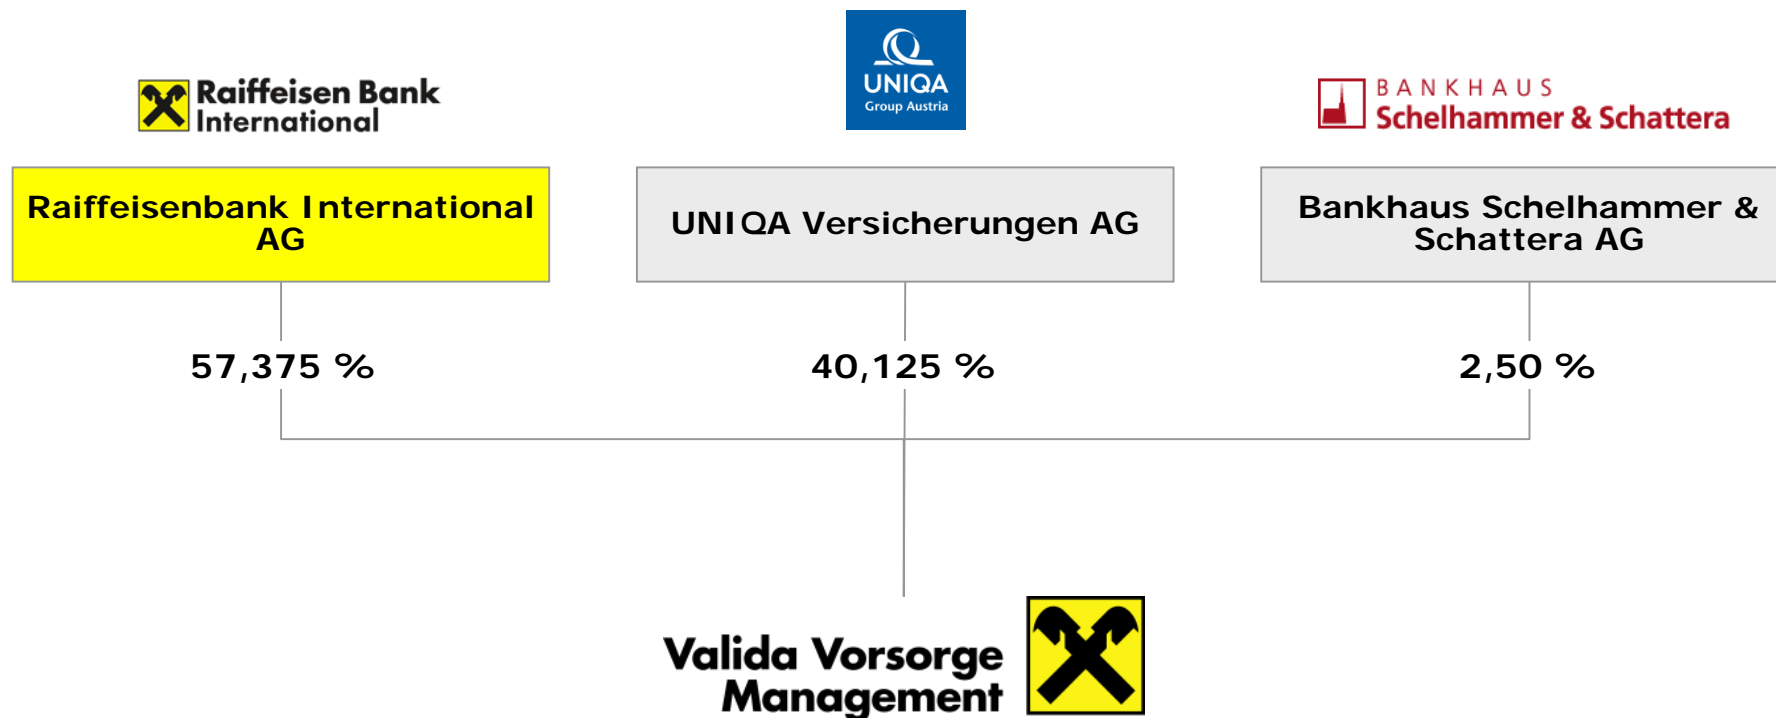 Raiffeisen Bank
International
UNIQA
Group Austria
BANKHAUS
Schelhammer & Schattera
Raiffeisenbank International
AG
UNIQA Versicherungen AG
Bankhaus Schelhammer &
Schattera AG
57,375 %
40,125 %
2,50 %
Valida Vorsorge
Management